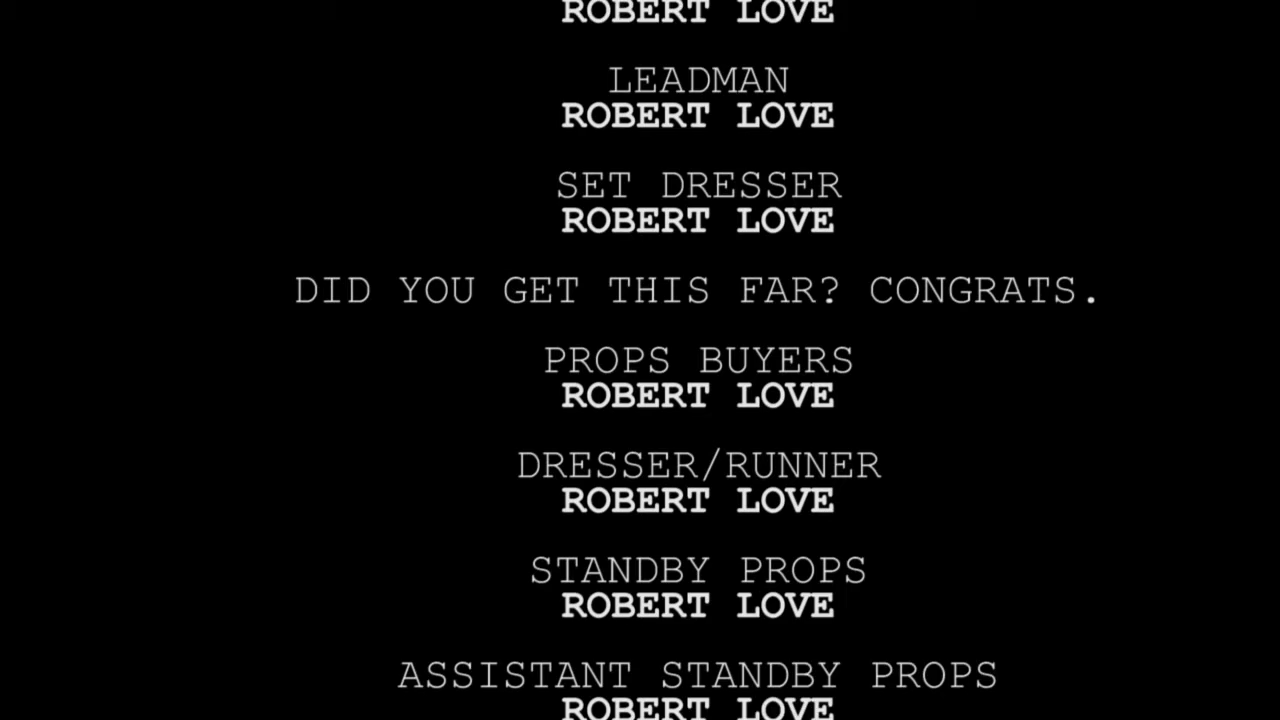 ROBERT LOVE
LEADMAN
ROBERT LOVE
SET DRESSER
ROBERT LOVE
DID YOU GET THIS FAR? CONGRATS.
PROPS BUYERS
ROBERT LOVE
DRESSER/RUNNER
ROBERT LOVE
STANDBY PROPS
ROBERT LOVE
ASSISTANT STANDBY PROPS
ROBERT LOVE